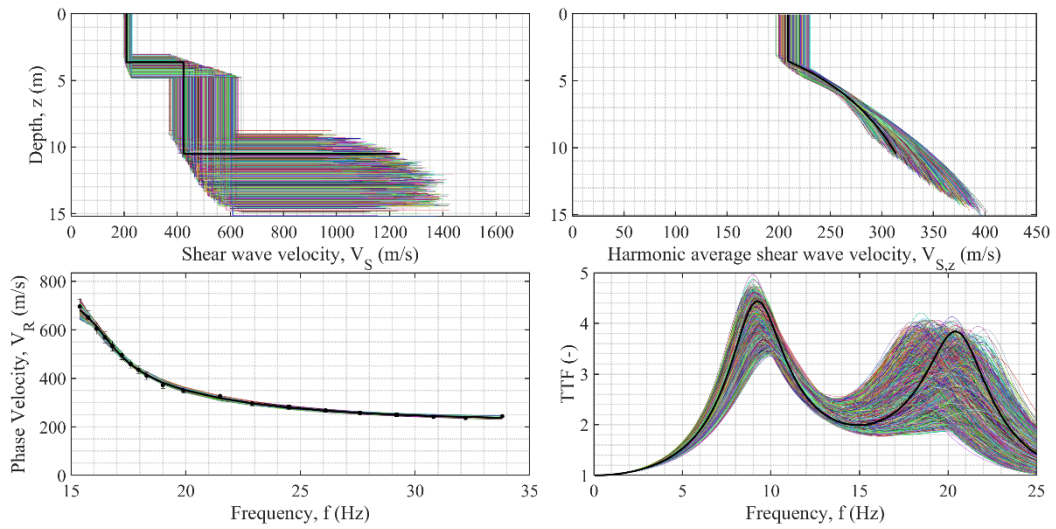 0
5
10
15
Depth, z (m)
0 200 400 600 800 1000 1200 1400 1600
Shear wave velocity, V_S (m/s)
0
5
10
15
0 50 100 150 200 250 300 350 400 450
Harmonic average shear wave velocity, V_S,z (m/s)
800
600
400
200
0
Phase Velocity, V_R (m/s)
15 20 25 30 35
Frequency, f (Hz)
5
4
3
2
1
TTF (-)
0 5 10 15 20 25
Frequency, f (Hz)